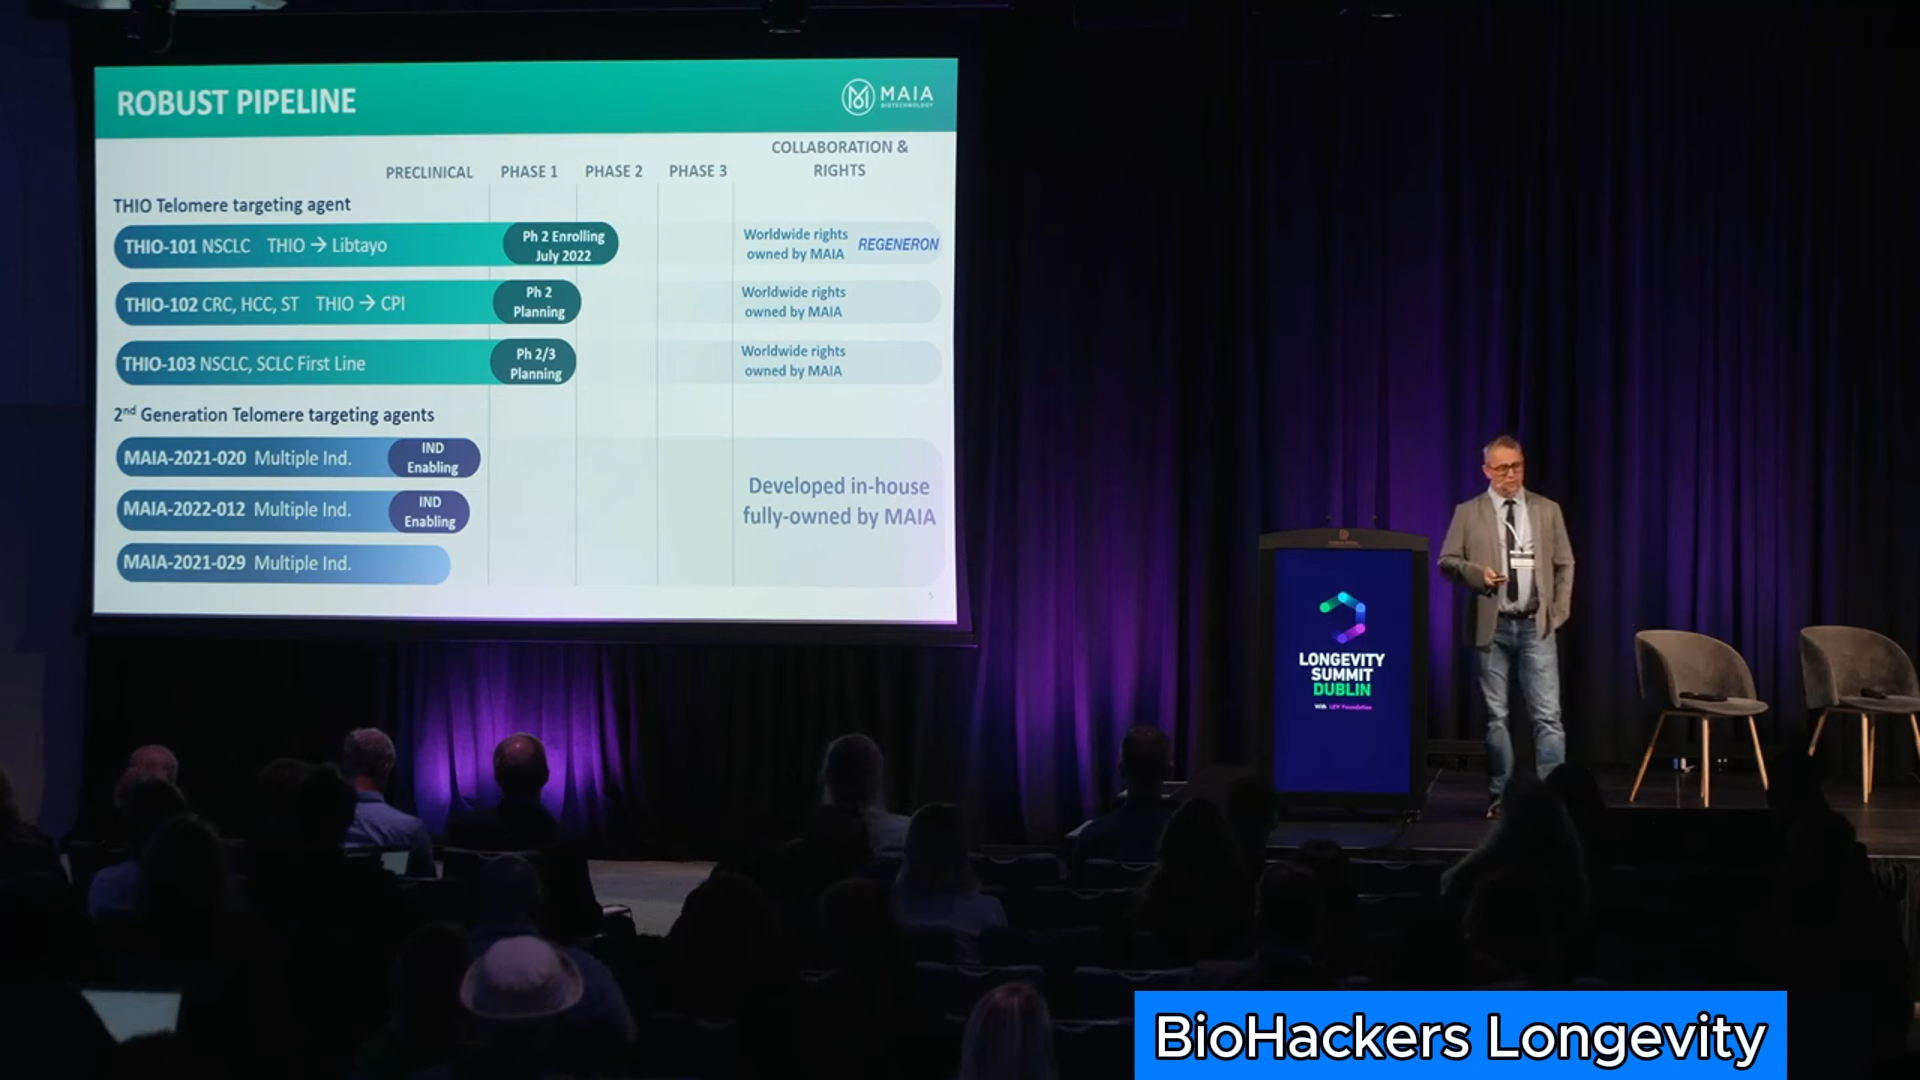 ROBUST PIPELINE
MAIA
BIOTECHNOLOGY
COLLABORATION &
RIGHTS
PRECLINICAL PHASE 1 PHASE 2 PHASE 3
THIO Telomere targeting agent
THIO-101 NSCLC THIO → Libtayo
Ph 2 Enrolling
July 2022
Worldwide rights
owned by MAIA
REGENERON
THIO-102 CRC, HCC, ST THIO → CPI
Ph 2
Planning
Worldwide rights
owned by MAIA
THIO-103 NSCLC, SCLC First Line
Ph 2/3
Planning
Worldwide rights
owned by MAIA
2nd Generation Telomere targeting agents
MAIA-2021-020 Multiple Ind.
IND
Enabling
MAIA-2022-012 Multiple Ind.
IND
Enabling
MAIA-2021-029 Multiple Ind.
Developed in-house
fully-owned by MAIA
5
LONGEVITY
SUMMIT
DUBLIN
With LEV Foundation
BioHackers Longevity